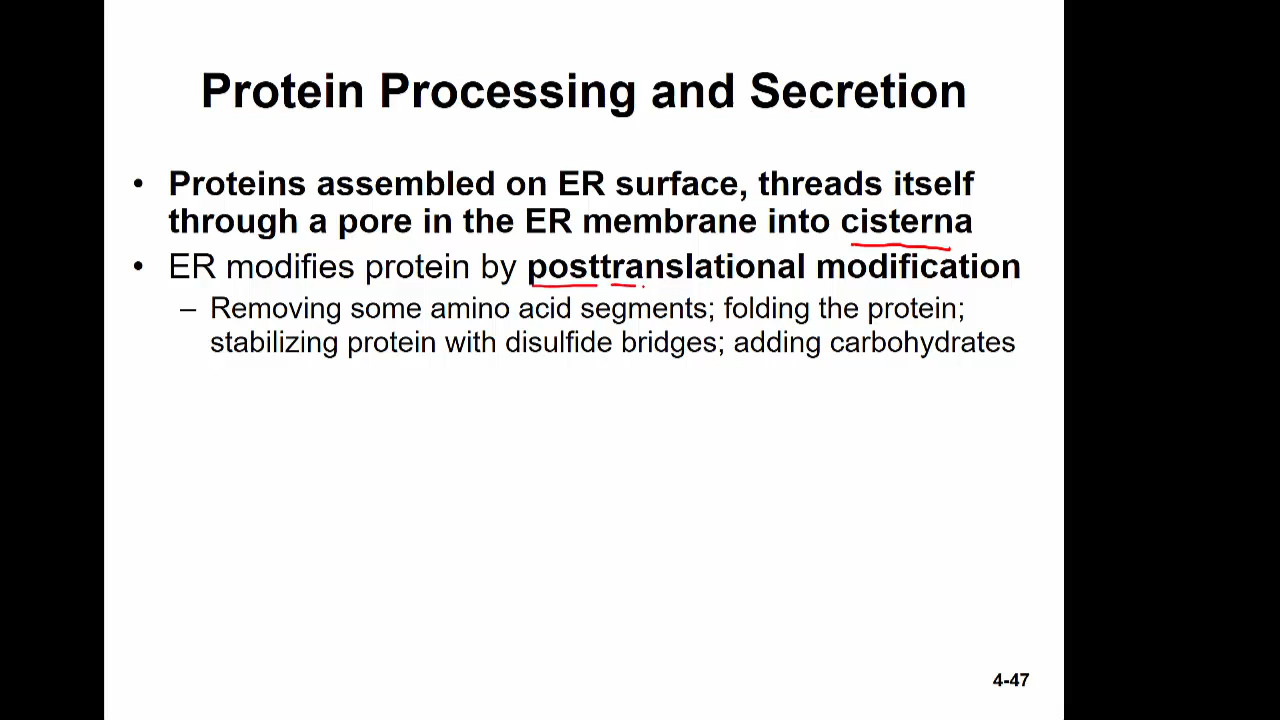 Protein Processing and Secretion
• Proteins assembled on ER surface, threads itself
through a pore in the ER membrane into cisterna
• ER modifies protein by posttranslational modification
– Removing some amino acid segments; folding the protein;
stabilizing protein with disulfide bridges; adding carbohydrates
4-47